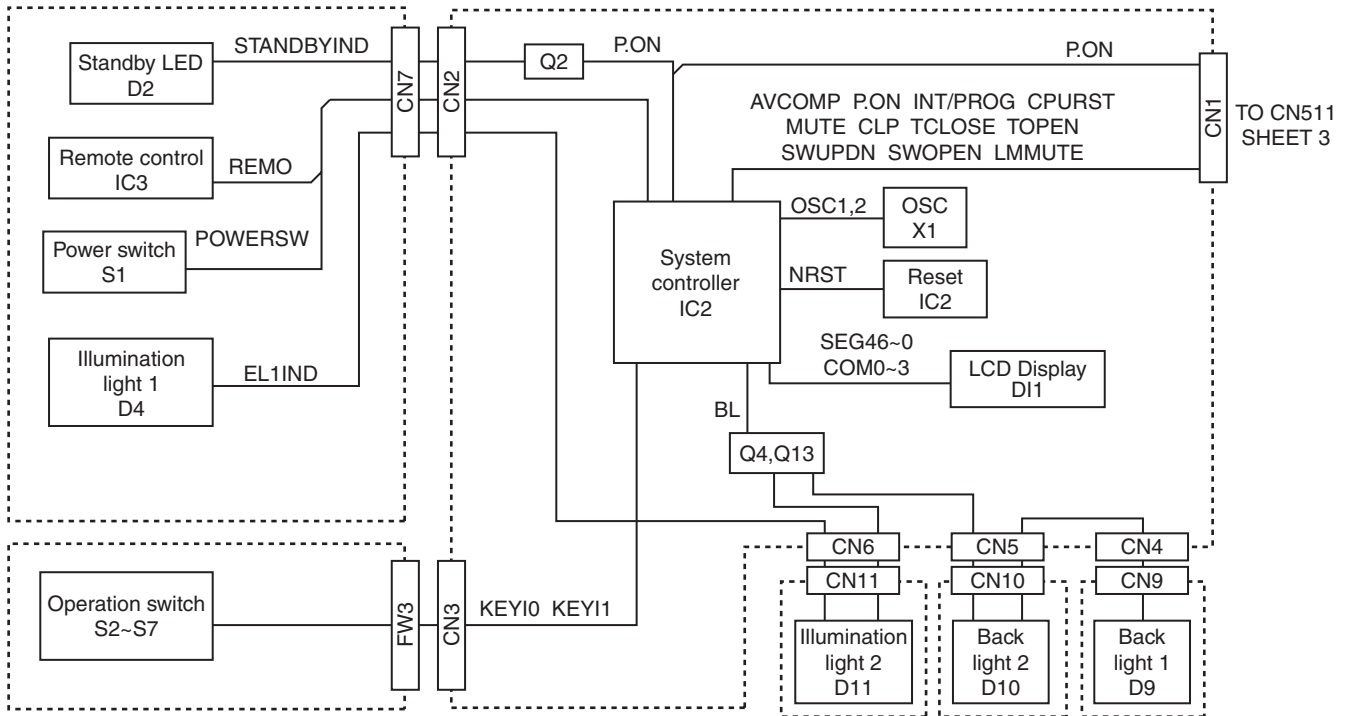 STANDBYIND
Standby LED
D2
CN7
CN2
Q2
P.ON
P.ON
CN1
TO CN511
SHEET 3
AVCOMP P.ON INT/PROG CPURST
MUTE CLP TCLOSE TOPEN
SWUPDN SWOPEN LMMUTE
Remote control
IC3
REMO
Power switch
S1
POWERSW
System
controller
IC2
OSC1,2
OSC
X1
NRST
Reset
IC2
Illumination
light 1
D4
EL1IND
SEG46~0
COM0~3
LCD Display
DI1
BL
Q4,Q13
CN6
CN5
CN4
CN11
CN10
CN9
Operation switch
S2~S7
FW3
CN3
KEYI0 KEYI1
Illumination
light 2
D11
Back
light 2
D10
Back
light 1
D9